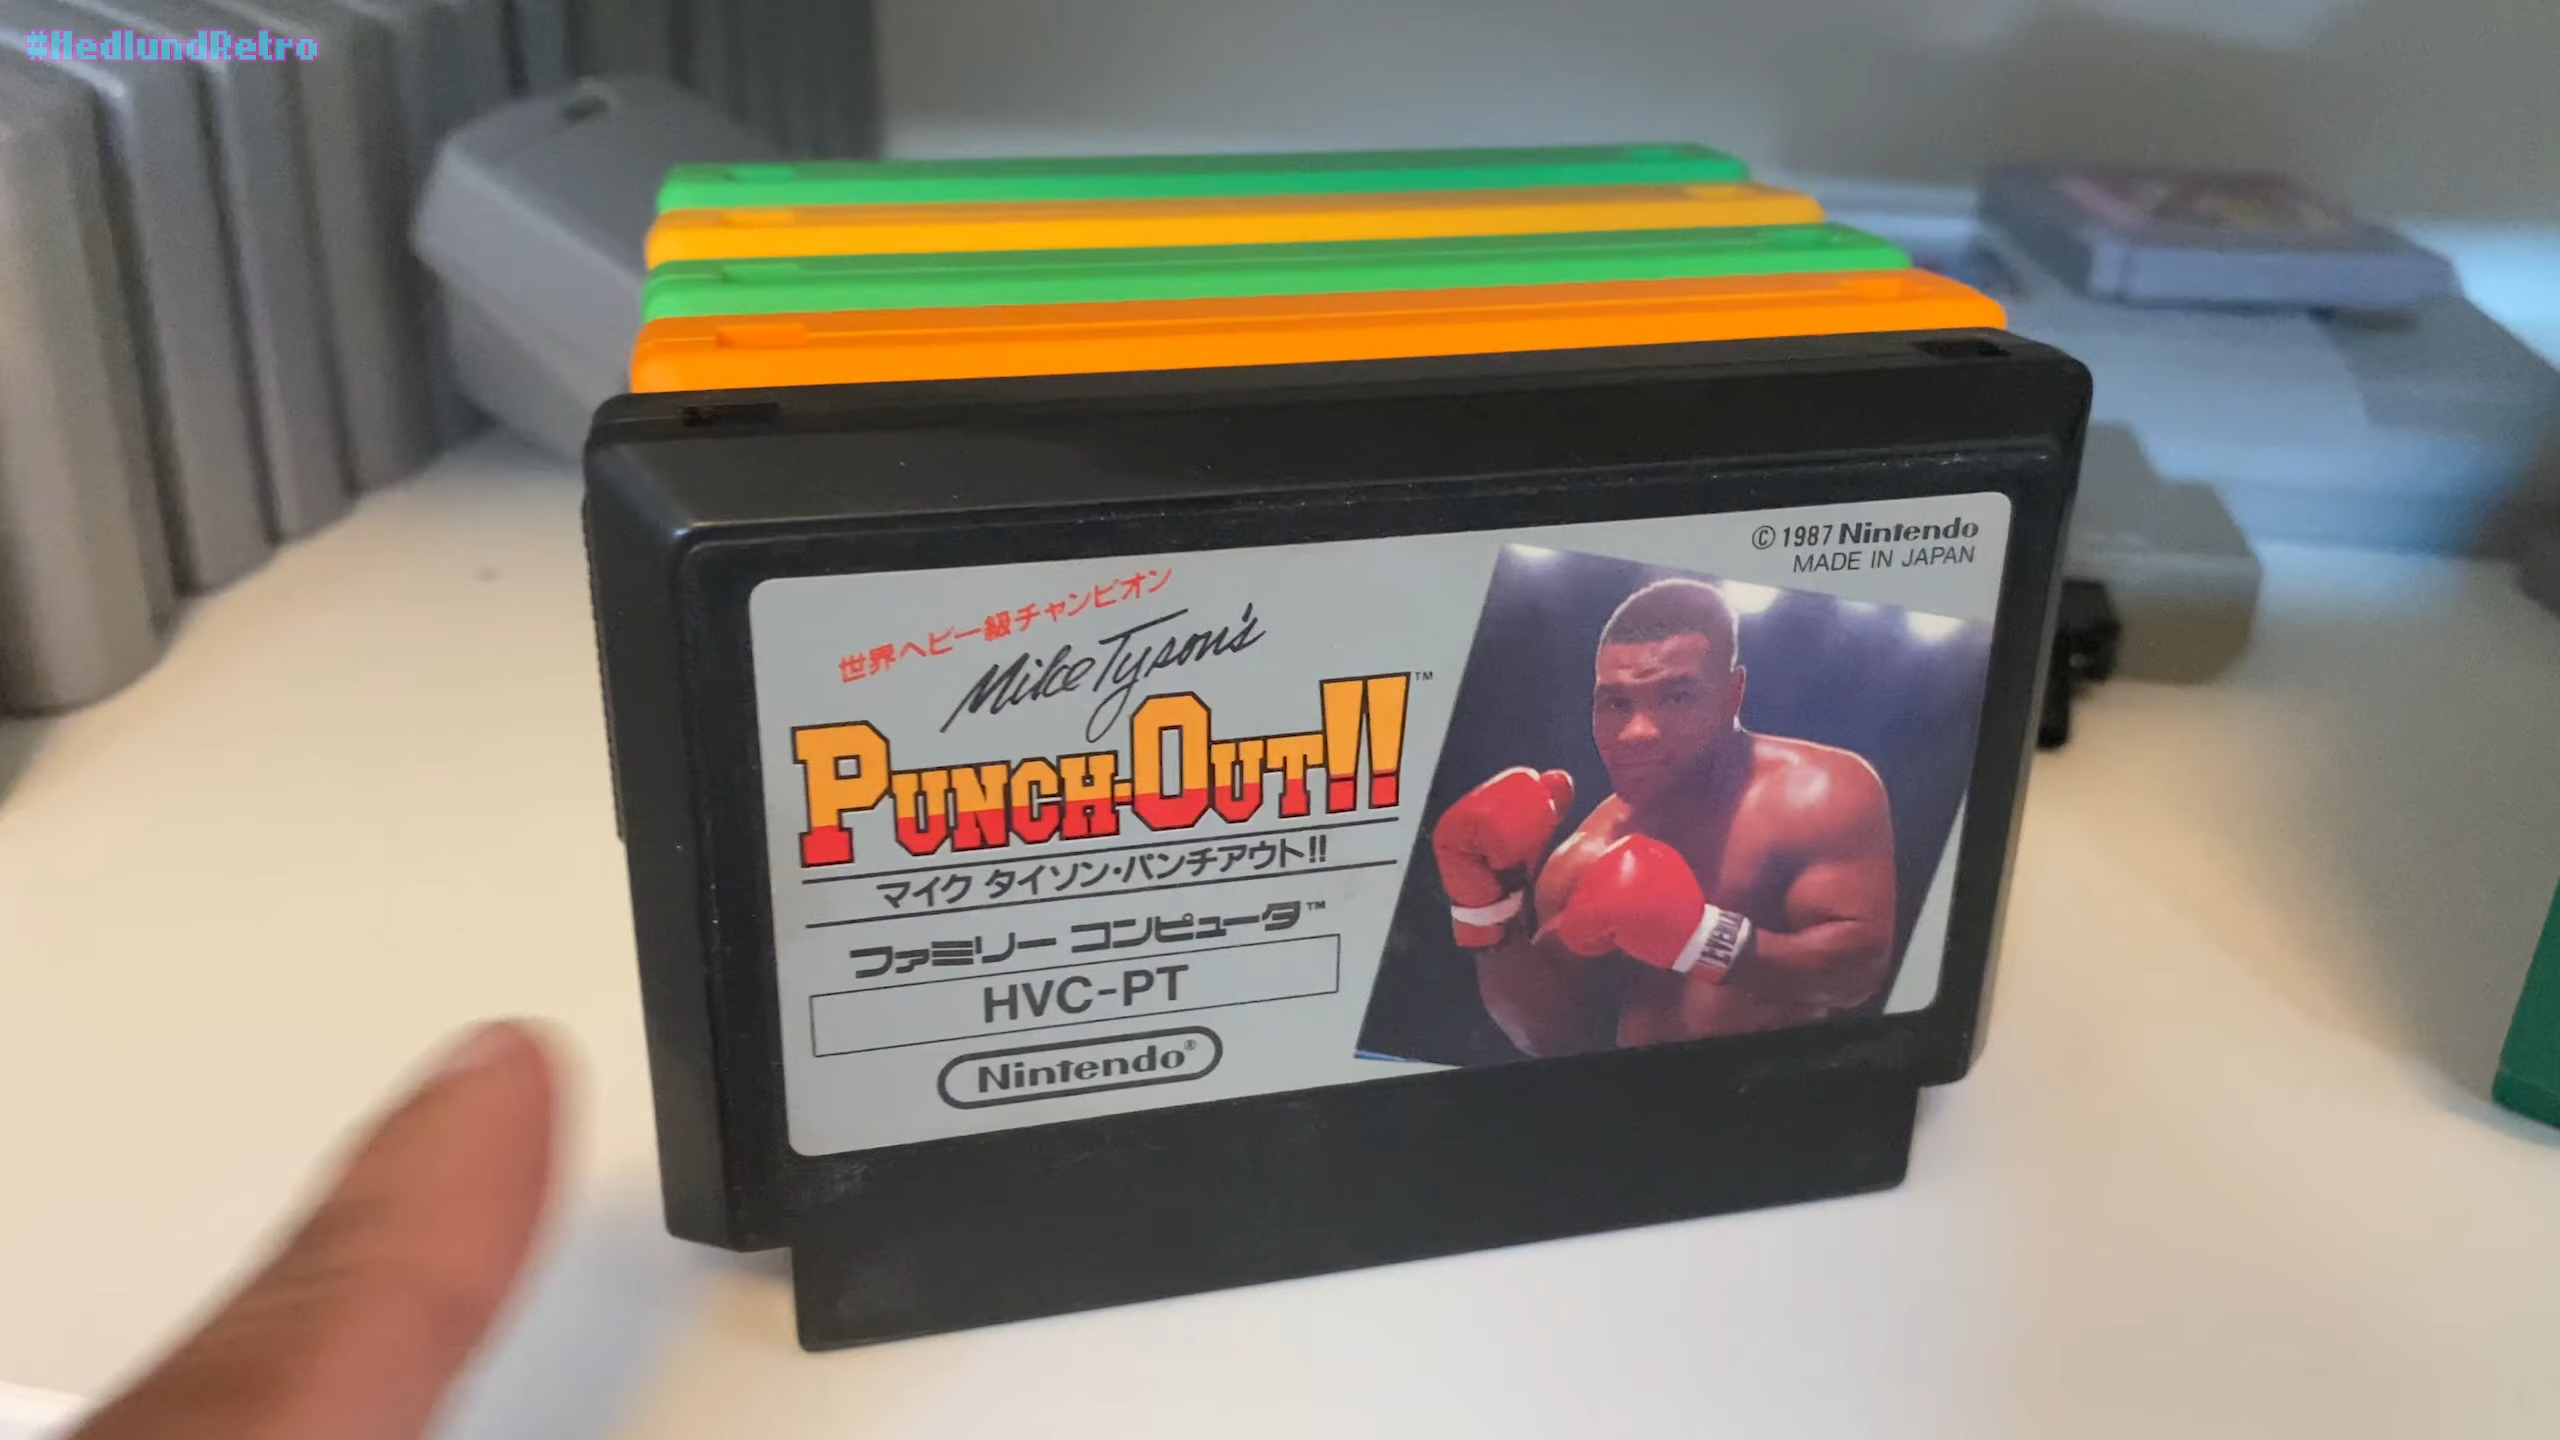 #HedlundRetro
© 1987 Nintendo
MADE IN JAPAN
世界ヘビー級チャンピオン
Mike Tyson's
PUNCH-OUT!!™
マイク タイソン・パンチアウト!!
ファミリー コンピュータ™
HVC-PT
Nintendo®